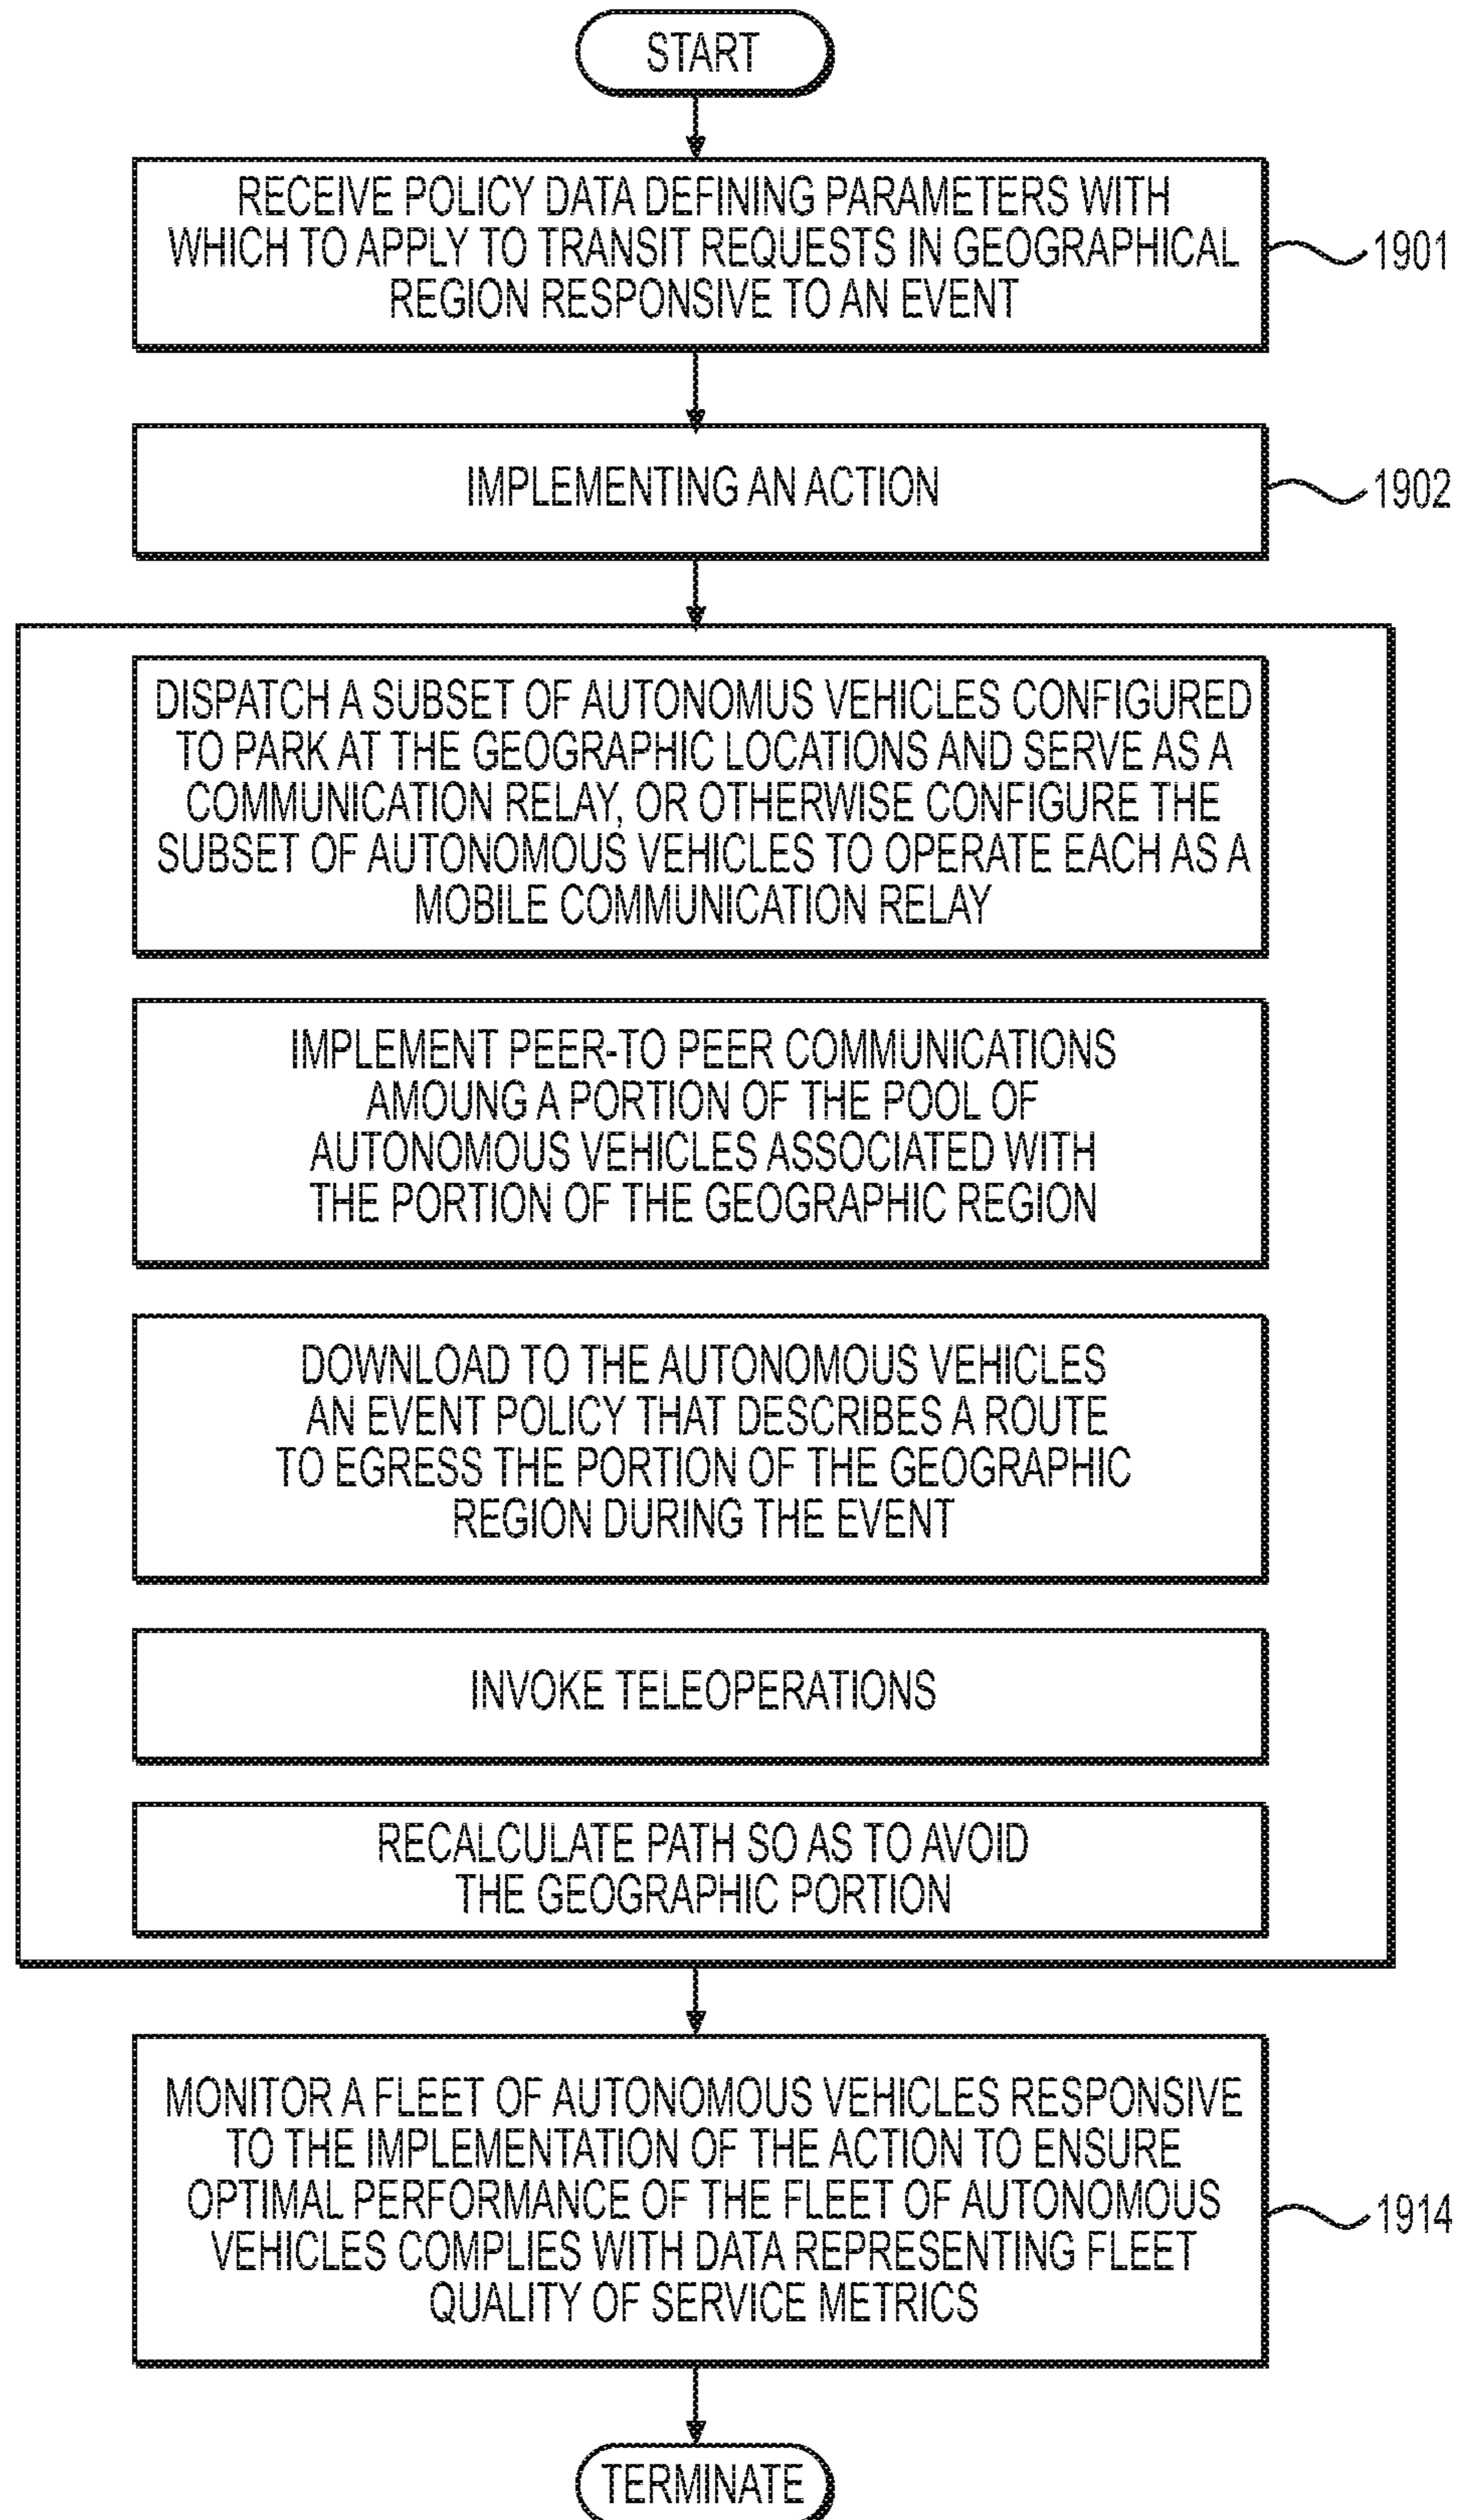 START
RECEIVE POLICY DATA DEFINING PARAMETERS WITH
WHICH TO APPLY TO TRANSIT REQUESTS IN GEOGRAPHICAL
REGION RESPONSIVE TO AN EVENT
1901
IMPLEMENTING AN ACTION
1902
DISPATCH A SUBSET OF AUTONOMUS VEHICLES CONFIGURED
TO PARK AT THE GEOGRAPHIC LOCATIONS AND SERVE AS A
COMMUNICATION RELAY, OR OTHERWISE CONFIGURE THE
SUBSET OF AUTONOMOUS VEHICLES TO OPERATE EACH AS A
MOBILE COMMUNICATION RELAY
IMPLEMENT PEER-TO PEER COMMUNICATIONS
AMOUNG A PORTION OF THE POOL OF
AUTONOMOUS VEHICLES ASSOCIATED WITH
THE PORTION OF THE GEOGRAPHIC REGION
DOWNLOAD TO THE AUTONOMOUS VEHICLES
AN EVENT POLICY THAT DESCRIBES A ROUTE
TO EGRESS THE PORTION OF THE GEOGRAPHIC
REGION DURING THE EVENT
INVOKE TELEOPERATIONS
RECALCULATE PATH SO AS TO AVOID
THE GEOGRAPHIC PORTION
MONITOR A FLEET OF AUTONOMOUS VEHICLES RESPONSIVE
TO THE IMPLEMENTATION OF THE ACTION TO ENSURE
OPTIMAL PERFORMANCE OF THE FLEET OF AUTONOMOUS
VEHICLES COMPLIES WITH DATA REPRESENTING FLEET
QUALITY OF SERVICE METRICS
1914
TERMINATE